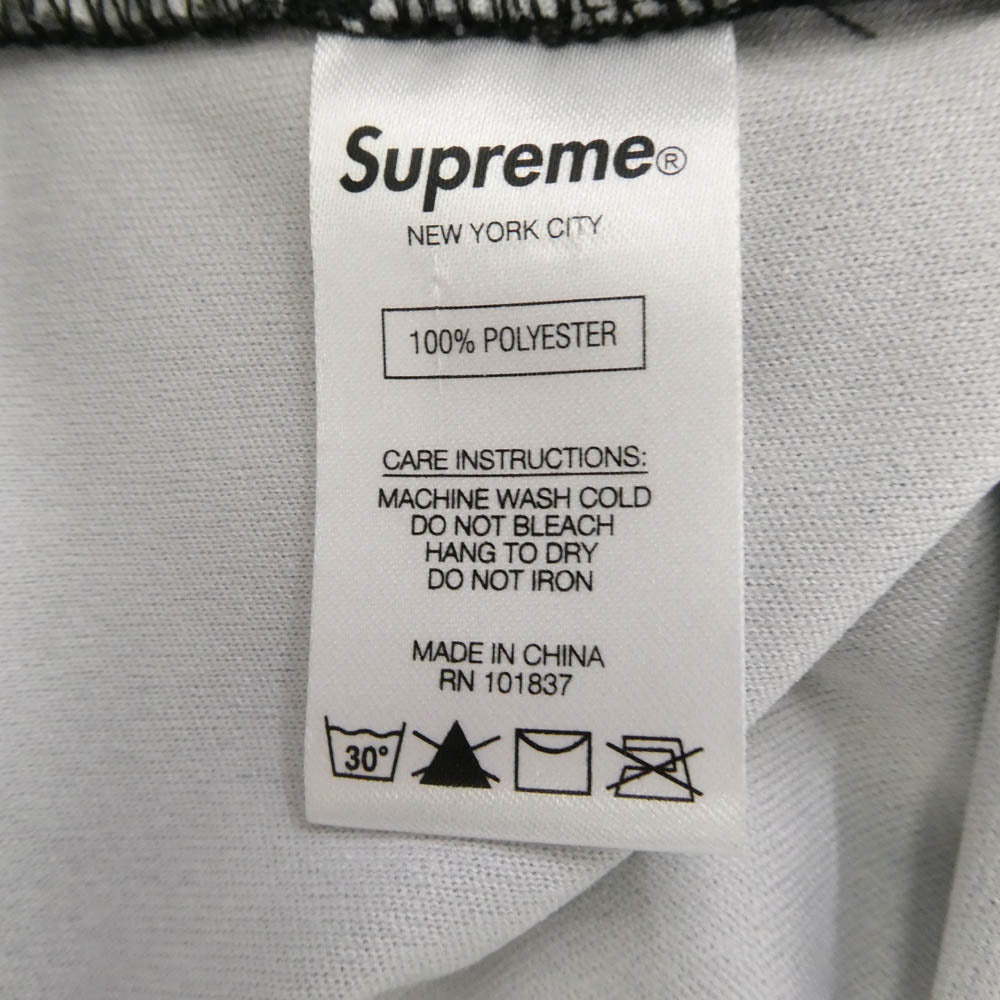 Supreme®
NEW YORK CITY
100% POLYESTER
CARE INSTRUCTIONS:
MACHINE WASH COLD
DO NOT BLEACH
HANG TO DRY
DO NOT IRON
MADE IN CHINA
RN 101837
30°